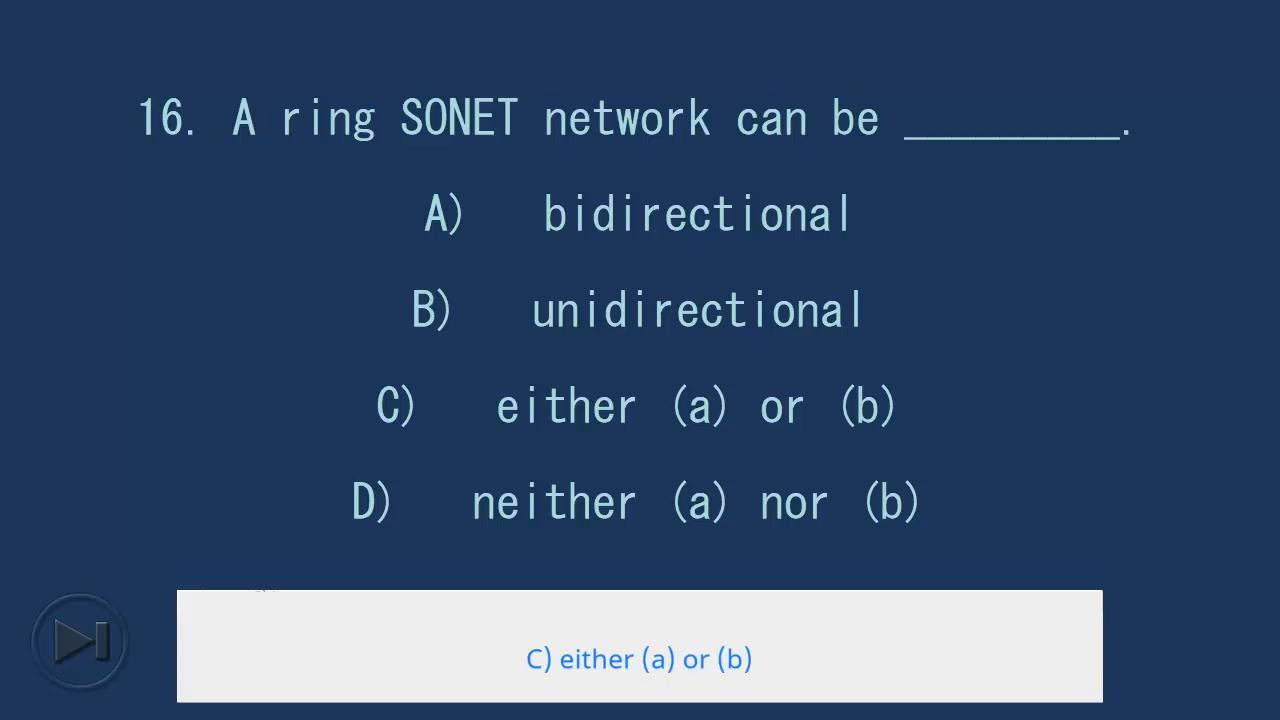 16. A ring SONET network can be _________.
A) bidirectional
B) unidirectional
C) either (a) or (b)
D) neither (a) nor (b)
C) either (a) or (b)